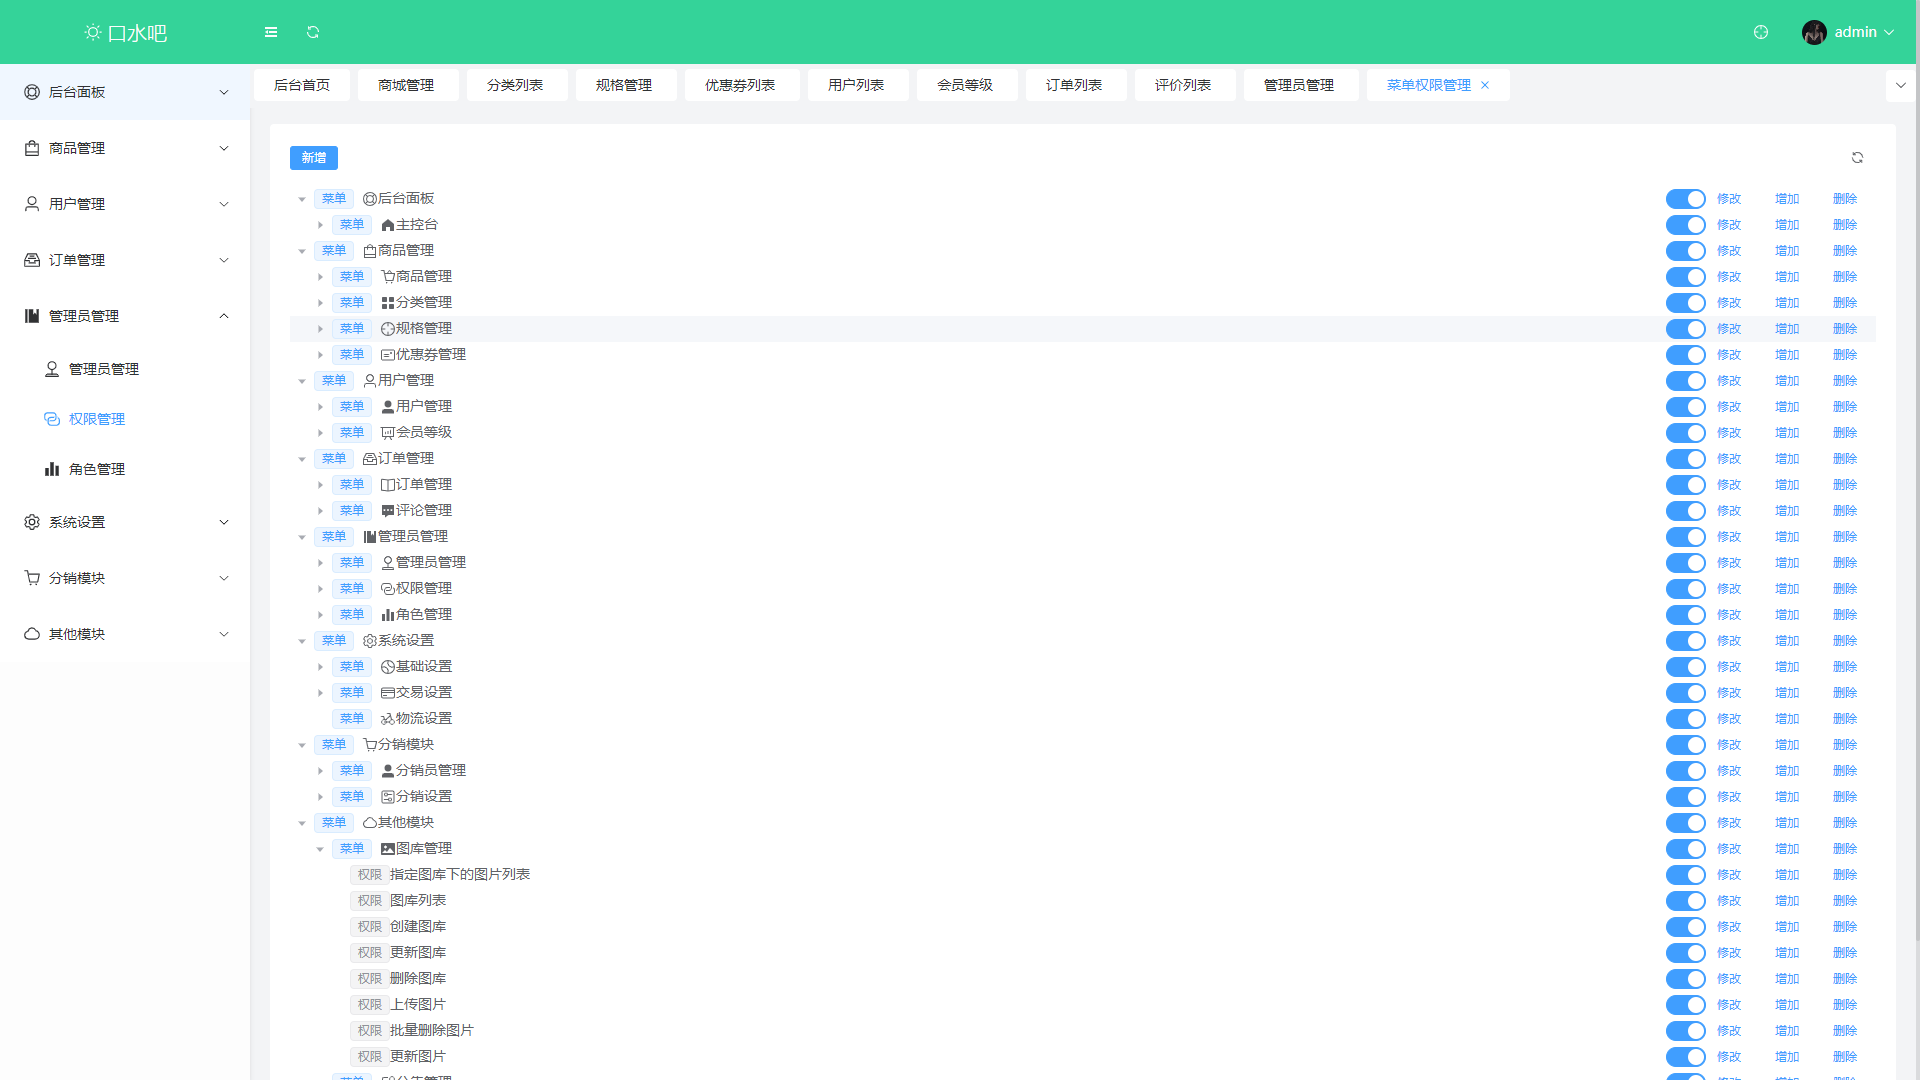 口水吧
admin
后台面板
商品管理
用户管理
订单管理
管理员管理
管理员管理
权限管理
角色管理
系统设置
分销模块
其他模块
后台首页 商城管理 分类列表 规格管理 优惠券列表 用户列表 会员等级 订单列表 评价列表 管理员管理 菜单权限管理
新增
菜单 后台面板 修改 增加 删除
菜单 主控台 修改 增加 删除
菜单 商品管理 修改 增加 删除
菜单 商品管理 修改 增加 删除
菜单 分类管理 修改 增加 删除
菜单 规格管理 修改 增加 删除
菜单 优惠券管理 修改 增加 删除
菜单 用户管理 修改 增加 删除
菜单 用户管理 修改 增加 删除
菜单 会员等级 修改 增加 删除
菜单 订单管理 修改 增加 删除
菜单 订单管理 修改 增加 删除
菜单 评论管理 修改 增加 删除
菜单 管理员管理 修改 增加 删除
菜单 管理员管理 修改 增加 删除
菜单 权限管理 修改 增加 删除
菜单 角色管理 修改 增加 删除
菜单 系统设置 修改 增加 删除
菜单 基础设置 修改 增加 删除
菜单 交易设置 修改 增加 删除
菜单 物流设置 修改 增加 删除
菜单 分销模块 修改 增加 删除
菜单 分销员管理 修改 增加 删除
菜单 分销设置 修改 增加 删除
菜单 其他模块 修改 增加 删除
菜单 图库管理 修改 增加 删除
权限 指定图库下的图片列表 修改 增加 删除
权限 图库列表 修改 增加 删除
权限 创建图库 修改 增加 删除
权限 更新图库 修改 增加 删除
权限 删除图库 修改 增加 删除
权限 上传图片 修改 增加 删除
权限 批量删除图片 修改 增加 删除
权限 更新图片 修改 增加 删除